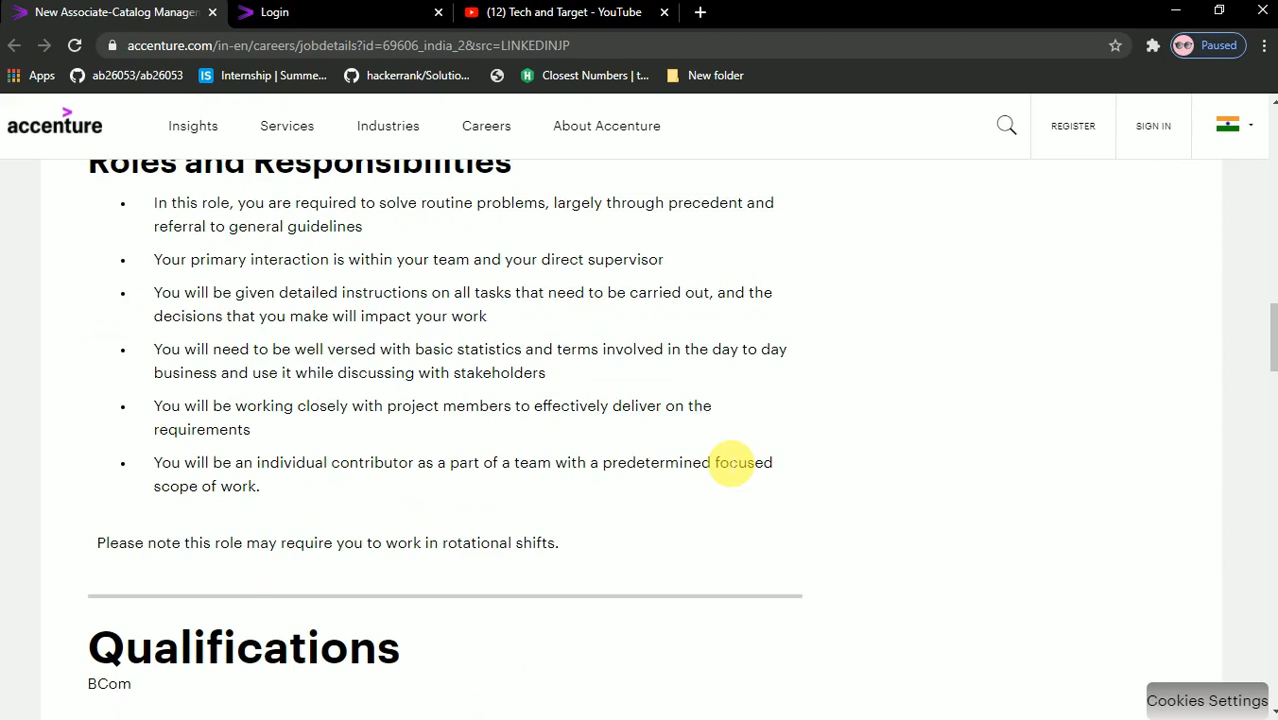 New Associate-Catalog Manager
Login
(12) Tech and Target - YouTube
accenture.com/in-en/careers/jobdetails?id=69606_india_2&src=LINKEDINJP
Paused
Apps
ab26053/ab26053
Internship | Summe...
hackerrank/Solutio...
Closest Numbers | t...
New folder
accenture
Insights
Services
Industries
Careers
About Accenture
REGISTER
SIGN IN
Roles and Responsibilities
• In this role, you are required to solve routine problems, largely through precedent and
referral to general guidelines
• Your primary interaction is within your team and your direct supervisor
• You will be given detailed instructions on all tasks that need to be carried out, and the
decisions that you make will impact your work
• You will need to be well versed with basic statistics and terms involved in the day to day
business and use it while discussing with stakeholders
• You will be working closely with project members to effectively deliver on the
requirements
• You will be an individual contributor as a part of a team with a predetermined focused
scope of work.
Please note this role may require you to work in rotational shifts.
Qualifications
BCom
Cookies Settings